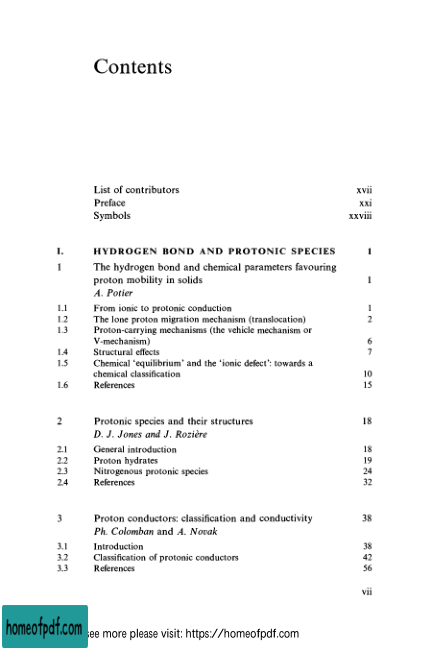 Contents
List of contributors xvii
Preface xxi
Symbols xxviii
I. HYDROGEN BOND AND PROTONIC SPECIES 1
1 The hydrogen bond and chemical parameters favouring
proton mobility in solids 1
A. Potier
1.1 From ionic to protonic conduction 1
1.2 The lone proton migration mechanism (translocation) 2
1.3 Proton-carrying mechanisms (the vehicle mechanism or
V-mechanism) 6
1.4 Structural effects 7
1.5 Chemical ‘equilibrium’ and the ‘ionic defect’: towards a
chemical classification 10
1.6 References 15
2 Protonic species and their structures 18
D. J. Jones and J. Rozière
2.1 General introduction 18
2.2 Proton hydrates 19
2.3 Nitrogenous protonic species 24
2.4 References 32
3 Proton conductors: classification and conductivity 38
Ph. Colomban and A. Novak
3.1 Introduction 38
3.2 Classification of protonic conductors 42
3.3 References 56
vii
homeofpdf.com
see more please visit: https://homeofpdf.com